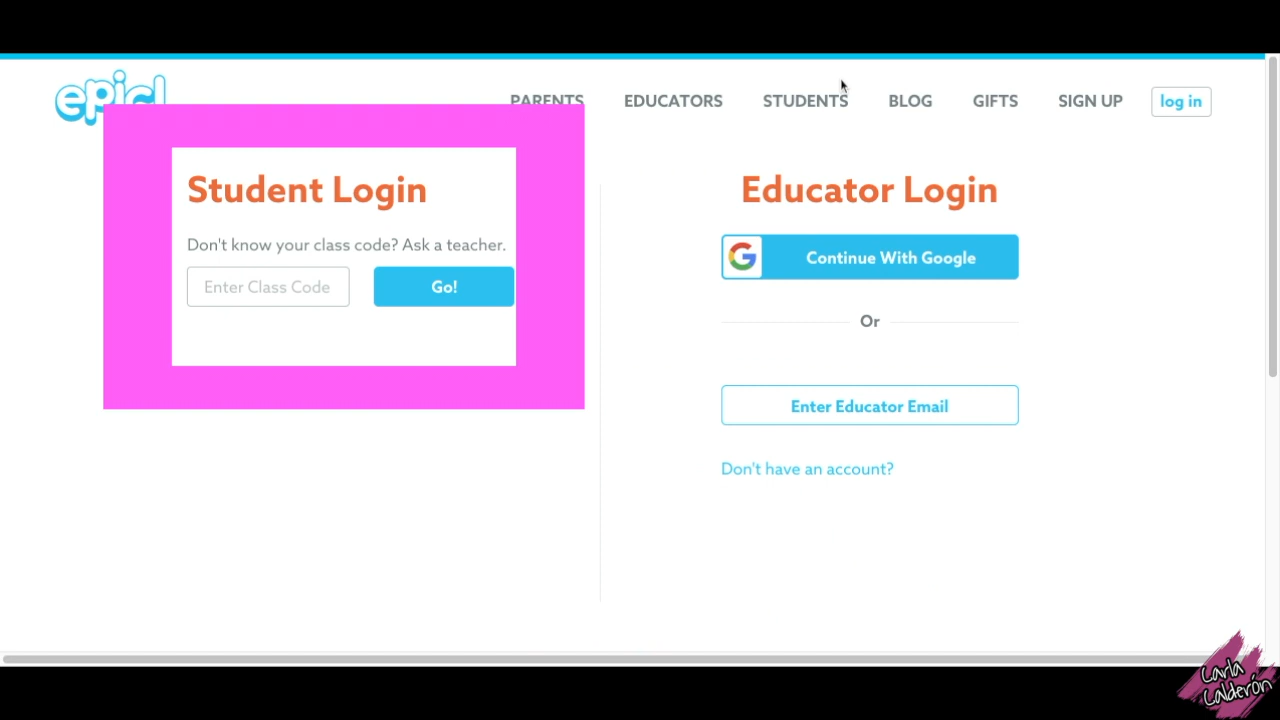 epic!
PARENTS EDUCATORS STUDENTS BLOG GIFTS SIGN UP log in
Student Login
Don't know your class code? Ask a teacher.
Enter Class Code Go!
Educator Login
Continue With Google
Or
Enter Educator Email
Don't have an account?
Carla
Calderón